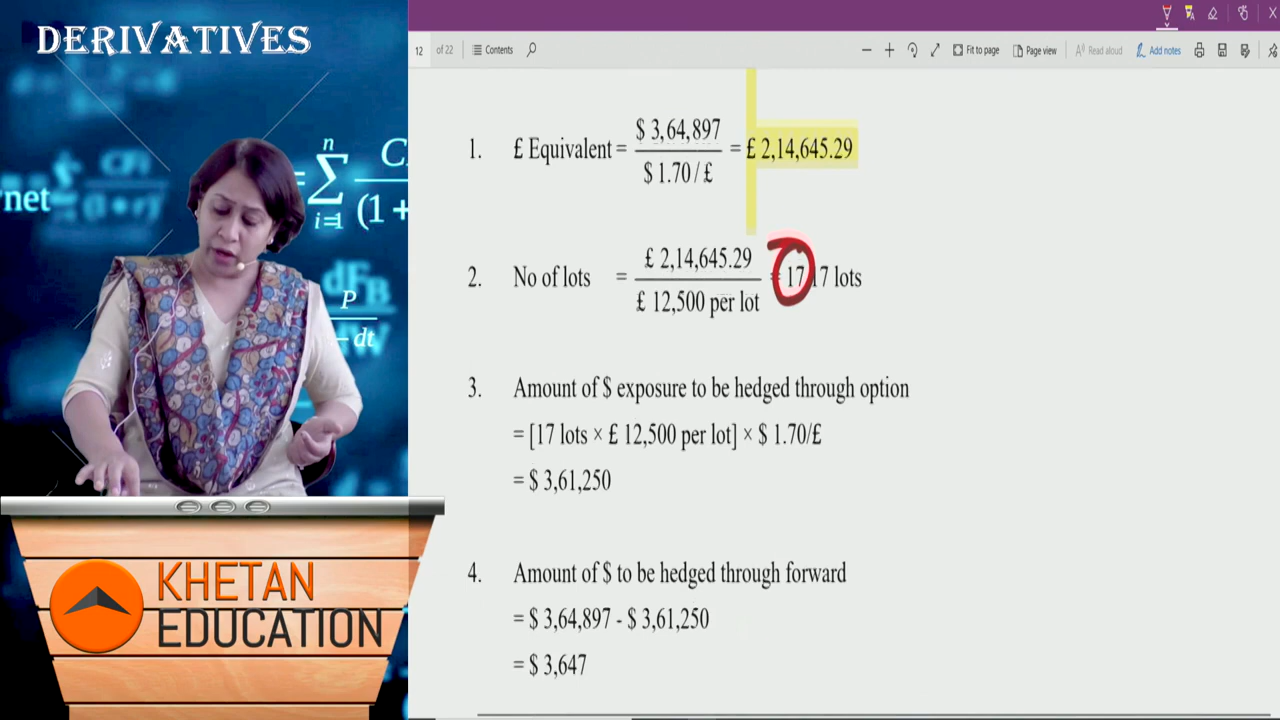 DERIVATIVES
12 of 22 Contents Fit to page Page view Read aloud Add notes
1. £ Equivalent = $ 3,64,897 / $ 1.70 / £ = £ 2,14,645.29
2. No of lots = £ 2,14,645.29 / £ 12,500 per lot = 17.17 lots
3. Amount of $ exposure to be hedged through option
= [17 lots × £ 12,500 per lot] × $ 1.70/£
= $ 3,61,250
4. Amount of $ to be hedged through forward
= $ 3,64,897 - $ 3,61,250
= $ 3,647
net
n
∑
i=1
(1 +
P
dt
KHETAN
EDUCATION